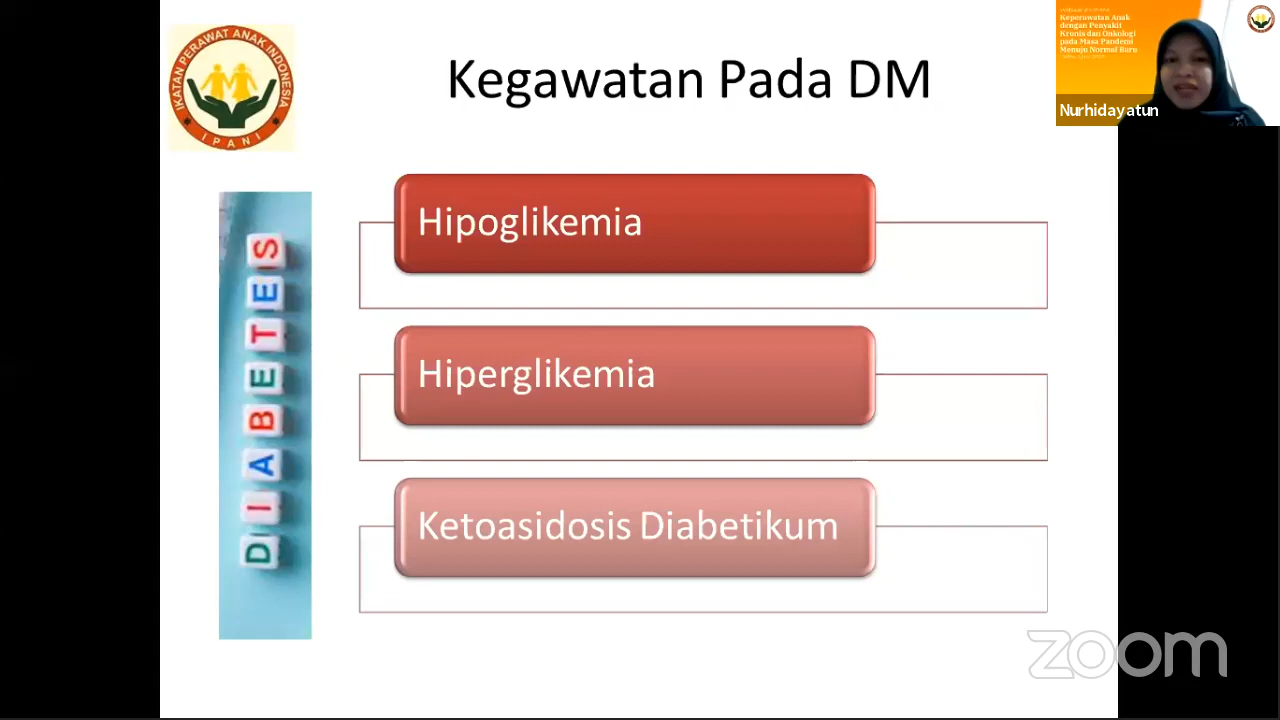 IKATAN PERAWAT ANAK INDONESIA
IPANI
Kegawatan Pada DM
Keperawatan Anak
dengan Penyakit
Kronis dan Onkologi
pada Masa Pandemi
Menuju Normal Baru
Nurhidayatun
DIABETES
Hipoglikemia
Hiperglikemia
Ketoasidosis Diabetikum
zoom